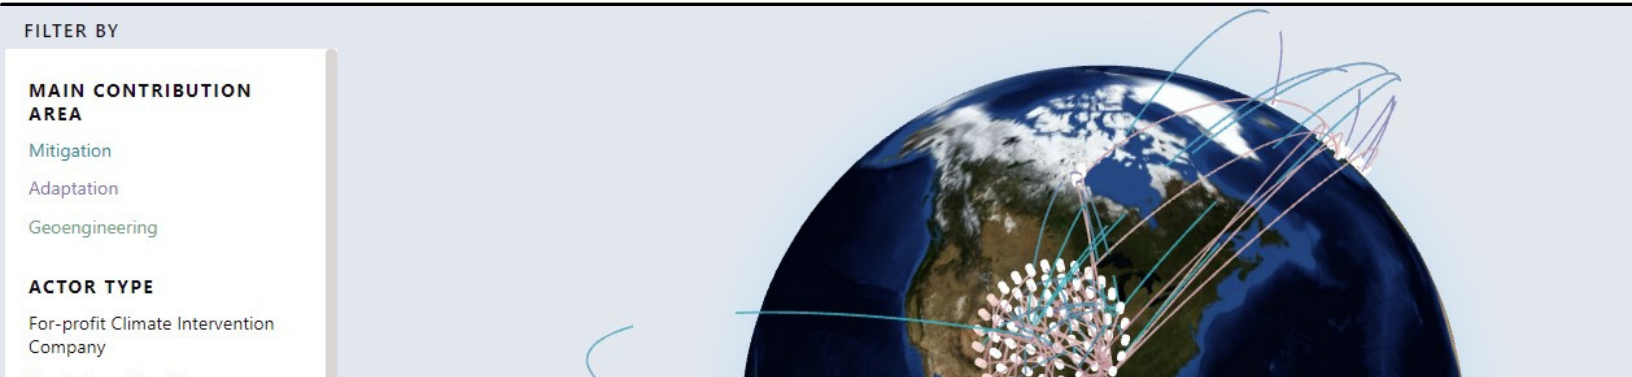 FILTER BY
MAIN CONTRIBUTION
AREA
Mitigation
Adaptation
Geoengineering
ACTOR TYPE
For-profit Climate Intervention
Company